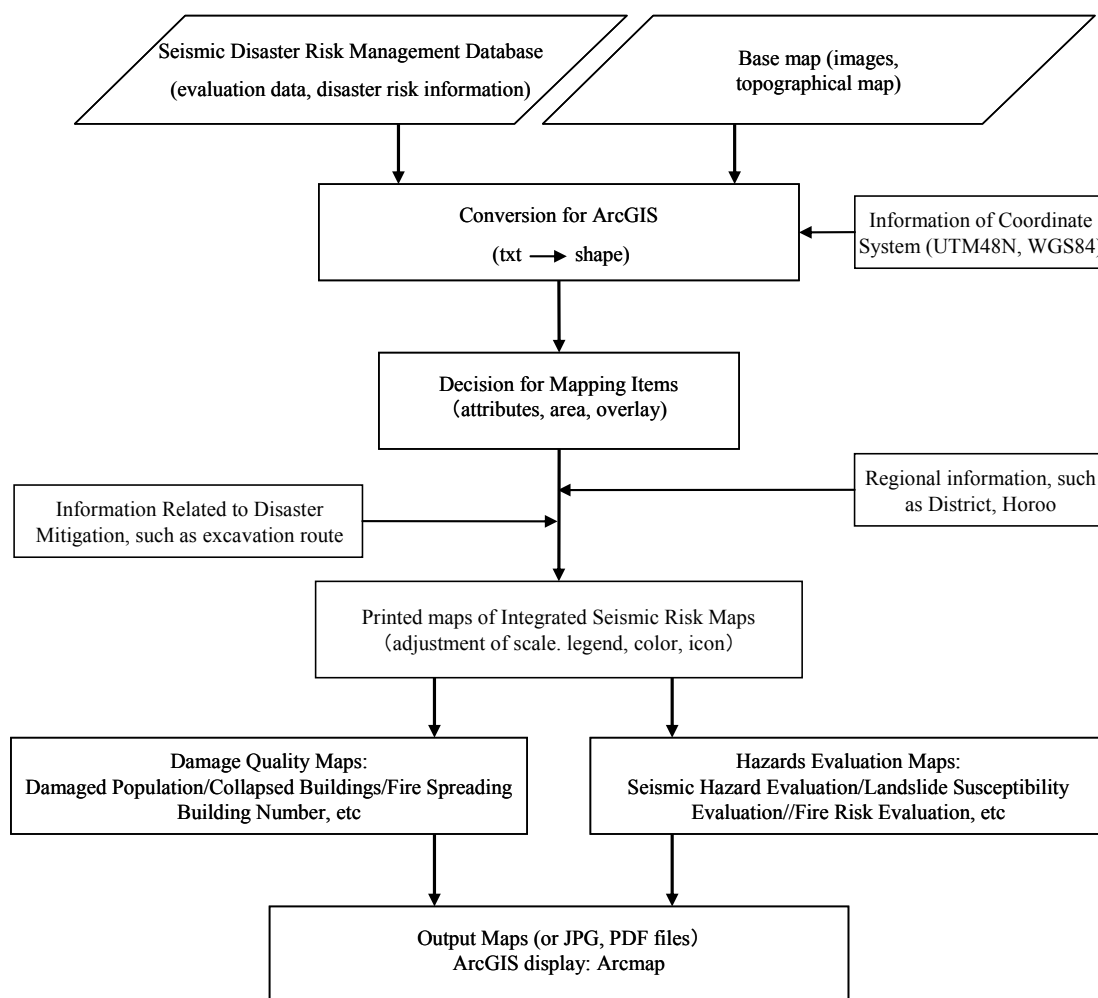 Seismic Disaster Risk Management Database
(evaluation data, disaster risk information)
Base map (images,
topographical map)
Conversion for ArcGIS
(txt → shape)
Information of Coordinate
System (UTM48N, WGS84)
Decision for Mapping Items
（attributes, area, overlay)
Regional information, such
as District, Horoo
Information Related to Disaster
Mitigation, such as excavation route
Printed maps of Integrated Seismic Risk Maps
（adjustment of scale. legend, color, icon）
Damage Quality Maps:
Damaged Population/Collapsed Buildings/Fire Spreading
Building Number, etc
Hazards Evaluation Maps:
Seismic Hazard Evaluation/Landslide Susceptibility
Evaluation//Fire Risk Evaluation, etc
Output Maps (or JPG, PDF files）
ArcGIS display: Arcmap